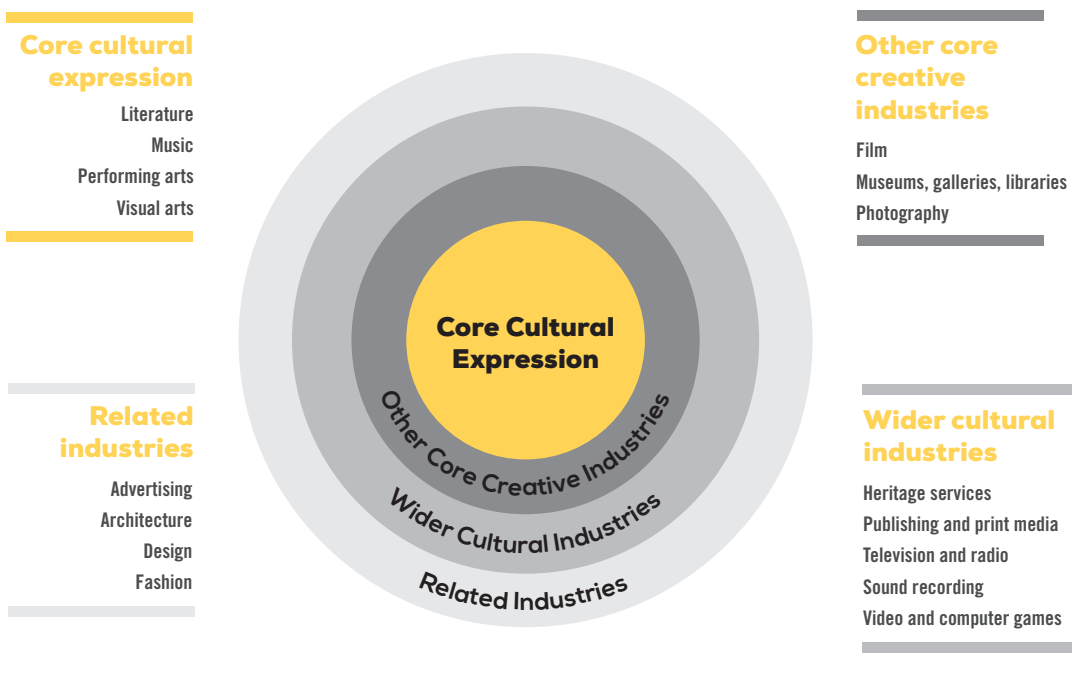 Core cultural
expression
Literature
Music
Performing arts
Visual arts
Other core
creative
industries
Film
Museums, galleries, libraries
Photography
Core Cultural
Expression
Other Core Creative Industries
Wider Cultural Industries
Related Industries
Related
industries
Advertising
Architecture
Design
Fashion
Wider cultural
industries
Heritage services
Publishing and print media
Television and radio
Sound recording
Video and computer games